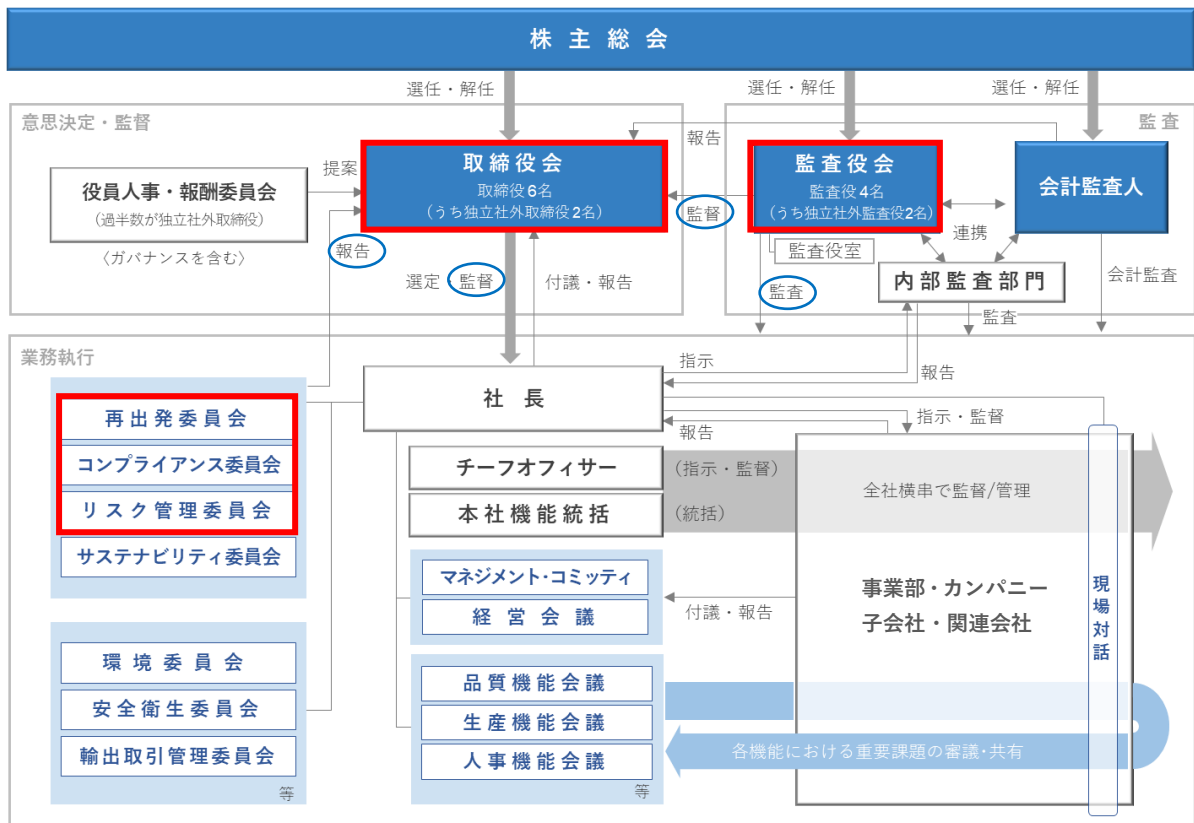 株主総会
選任・解任
選任・解任
選任・解任
意思決定・監督
監査
役員人事・報酬委員会
(過半数が独立社外取締役)
〈ガバナンスを含む〉
提案
報告
取締役会
取締役6名
(うち独立社外取締役2名)
報告
監督
監査役会
監査役4名
(うち独立社外監査役2名)
監査役室
会計監査人
連携
内部監査部門
会計監査
選定・監督
付議・報告
監査
監査
業務執行
再出発委員会
コンプライアンス委員会
リスク管理委員会
サステナビリティ委員会
環境委員会
安全衛生委員会
輸出取引管理委員会
等
社長
指示
報告
指示・監督
報告
チーフオフィサー
(指示・監督)
本社機能統括
(統括)
全社横串で監督/管理
マネジメント・コミッティ
経営会議
付議・報告
事業部・カンパニー
子会社・関連会社
現場対話
品質機能会議
生産機能会議
人事機能会議
等
各機能における重要課題の審議・共有